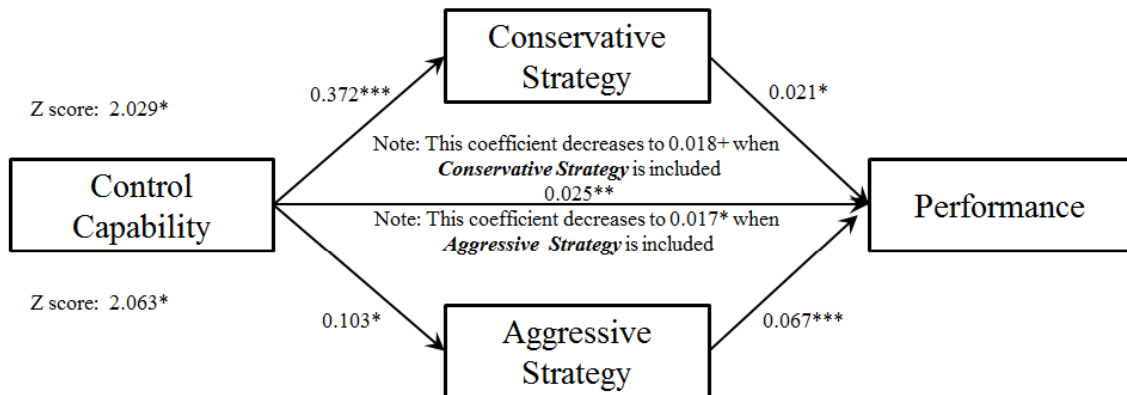 Conservative
Strategy
0.372***
0.021*
Z score: 2.029*
Note: This coefficient decreases to 0.018+ when
Conservative Strategy is included
0.025**
Control
Capability
Performance
Note: This coefficient decreases to 0.017* when
Aggressive Strategy is included
Z score: 2.063*
0.103*
0.067***
Aggressive
Strategy